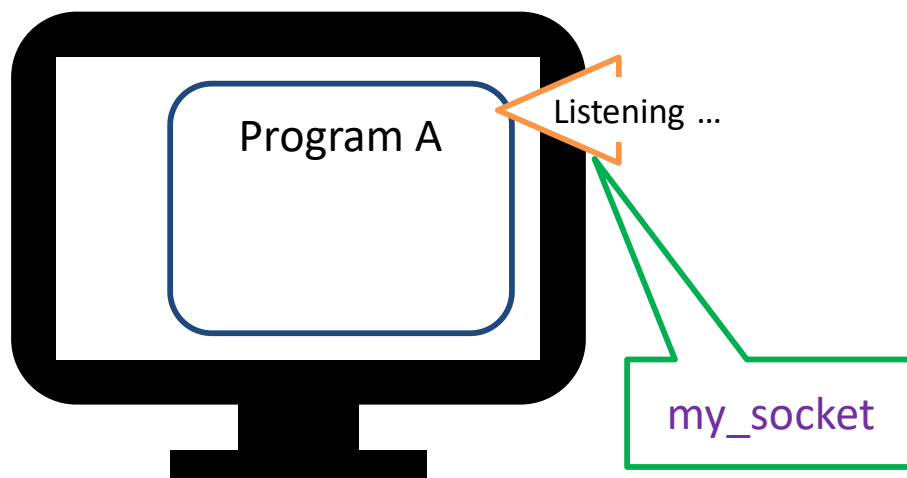 Program A
Listening …
my_socket